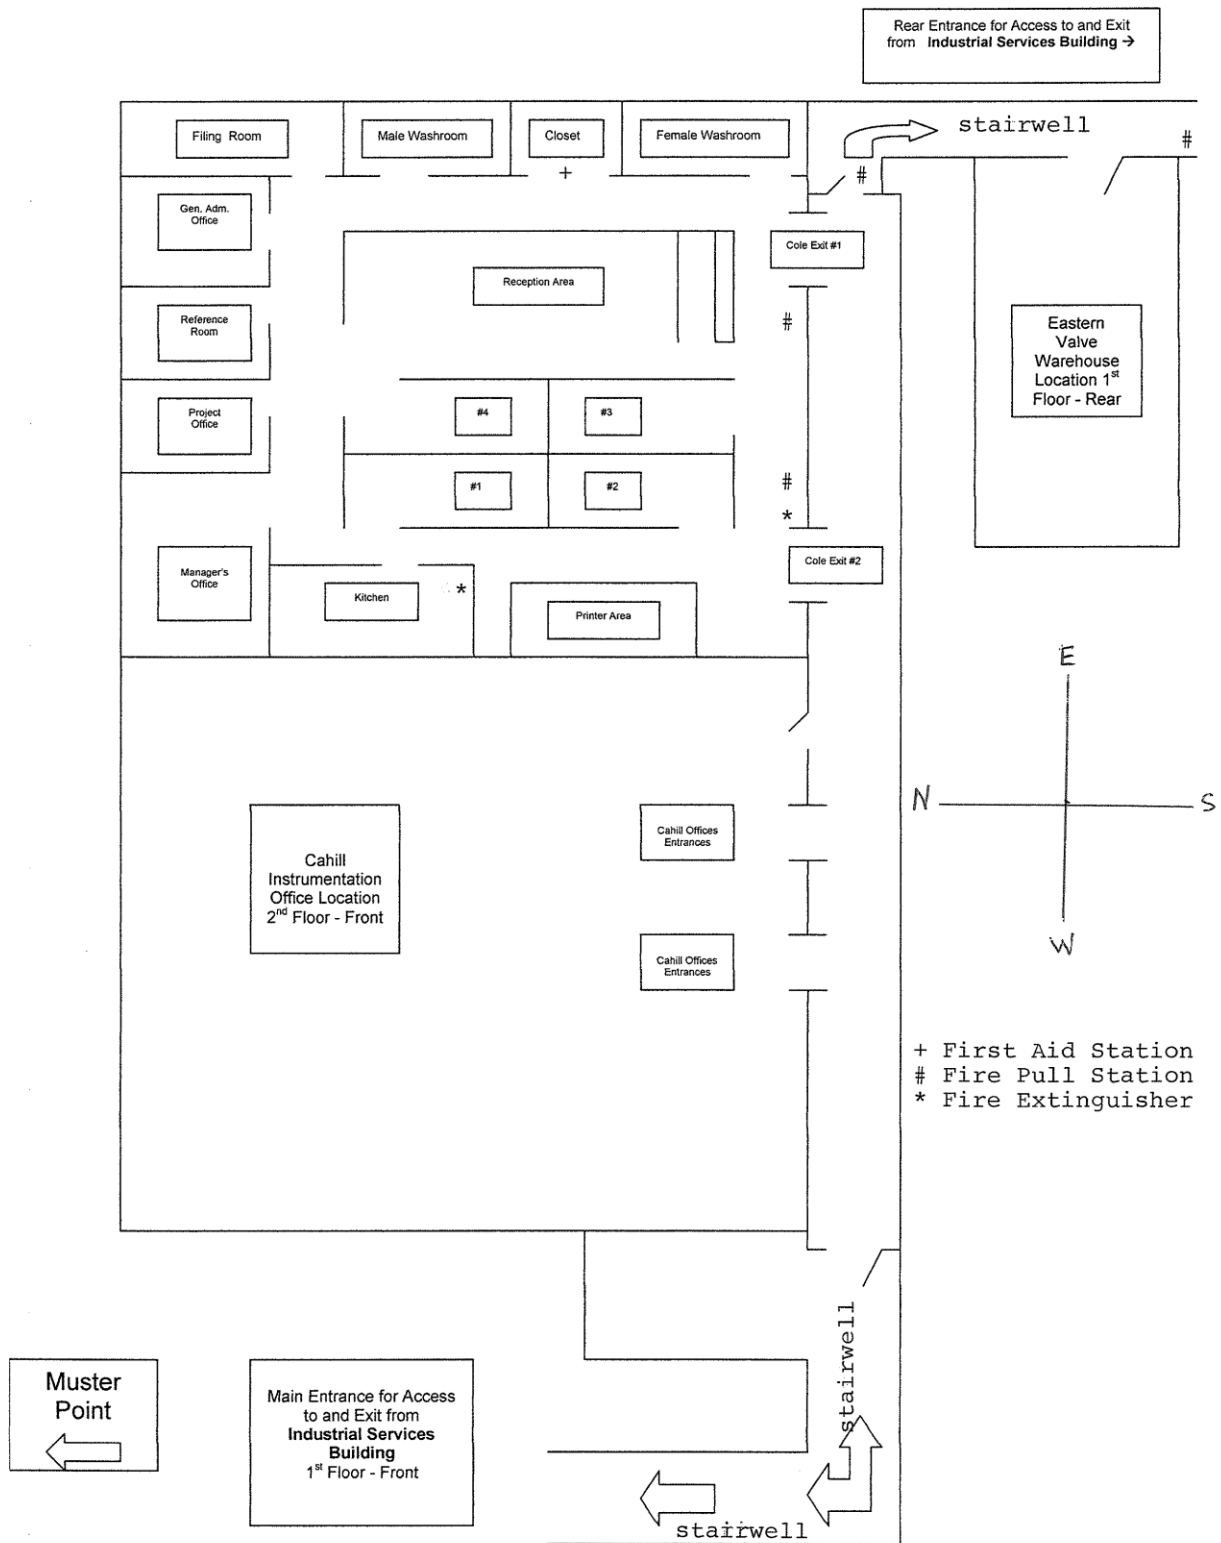 Rear Entrance for Access to and Exit
from Industrial Services Building →
stairwell
#
Filing Room
Male Washroom
Closet
Female Washroom
+
#
Gen. Adm.
Office
Cole Exit #1
Reception Area
Reference
Room
#
Eastern
Valve
Warehouse
Location 1st
Floor - Rear
Project
Office
#4
#3
#1
#2
#
*
Cole Exit #2
Manager's
Office
Kitchen
*
Printer Area
E
N
S
W
Cahill
Instrumentation
Office Location
2nd Floor - Front
Cahill Offices
Entrances
Cahill Offices
Entrances
+ First Aid Station
# Fire Pull Station
* Fire Extinguisher
stairwell
Muster
Point
Main Entrance for Access
to and Exit from
Industrial Services
Building
1st Floor - Front
stairwell